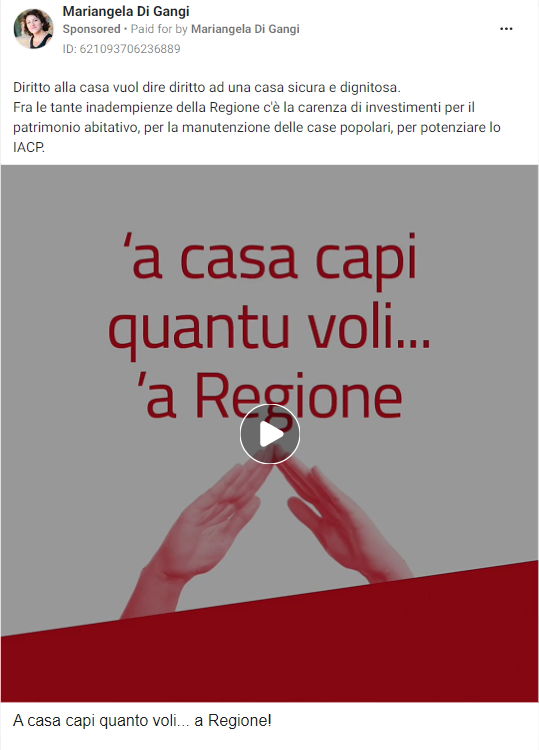 Mariangela Di Gangi
Sponsored • Paid for by Mariangela Di Gangi
ID: 621093706236889
Diritto alla casa vuol dire diritto ad una casa sicura e dignitosa.
Fra le tante inadempienze della Regione c'è la carenza di investimenti per il
patrimonio abitativo, per la manutenzione delle case popolari, per potenziare lo
IACP.
‘a casa capi
quantu voli...
’a Regione
A casa capi quanto voli... a Regione!